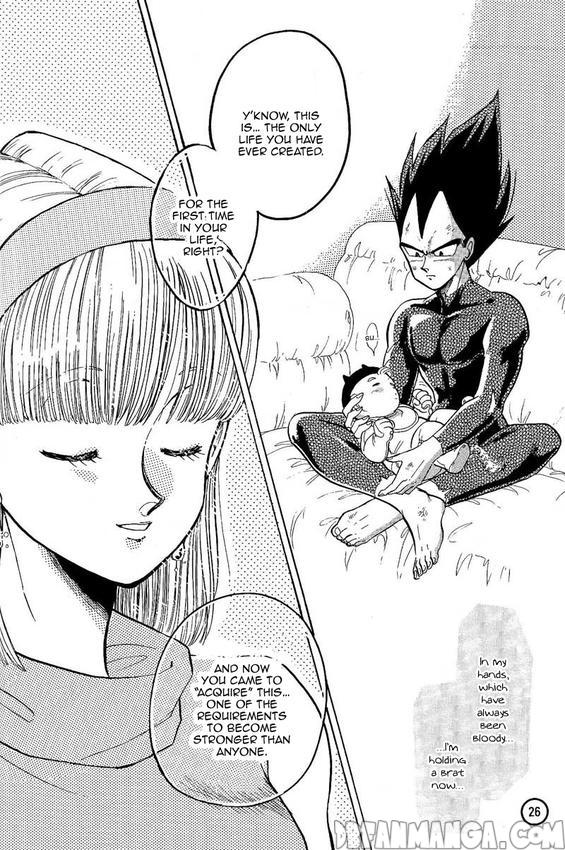 Y'KNOW, THIS
IS... THE ONLY
LIFE YOU HAVE
EVER CREATED.
FOR THE
FIRST TIME
IN YOUR
LIFE,
RIGHT?
BU...
AND NOW
YOU CAME TO
"ACQUIRE" THIS...
ONE OF THE
REQUIREMENTS
TO BECOME
STRONGER THAN
ANYONE.
In my
hands,
which
have
always
been
Bloody...
...I'm
holding
a Brat
now...
26
DBFANMANGA.COM